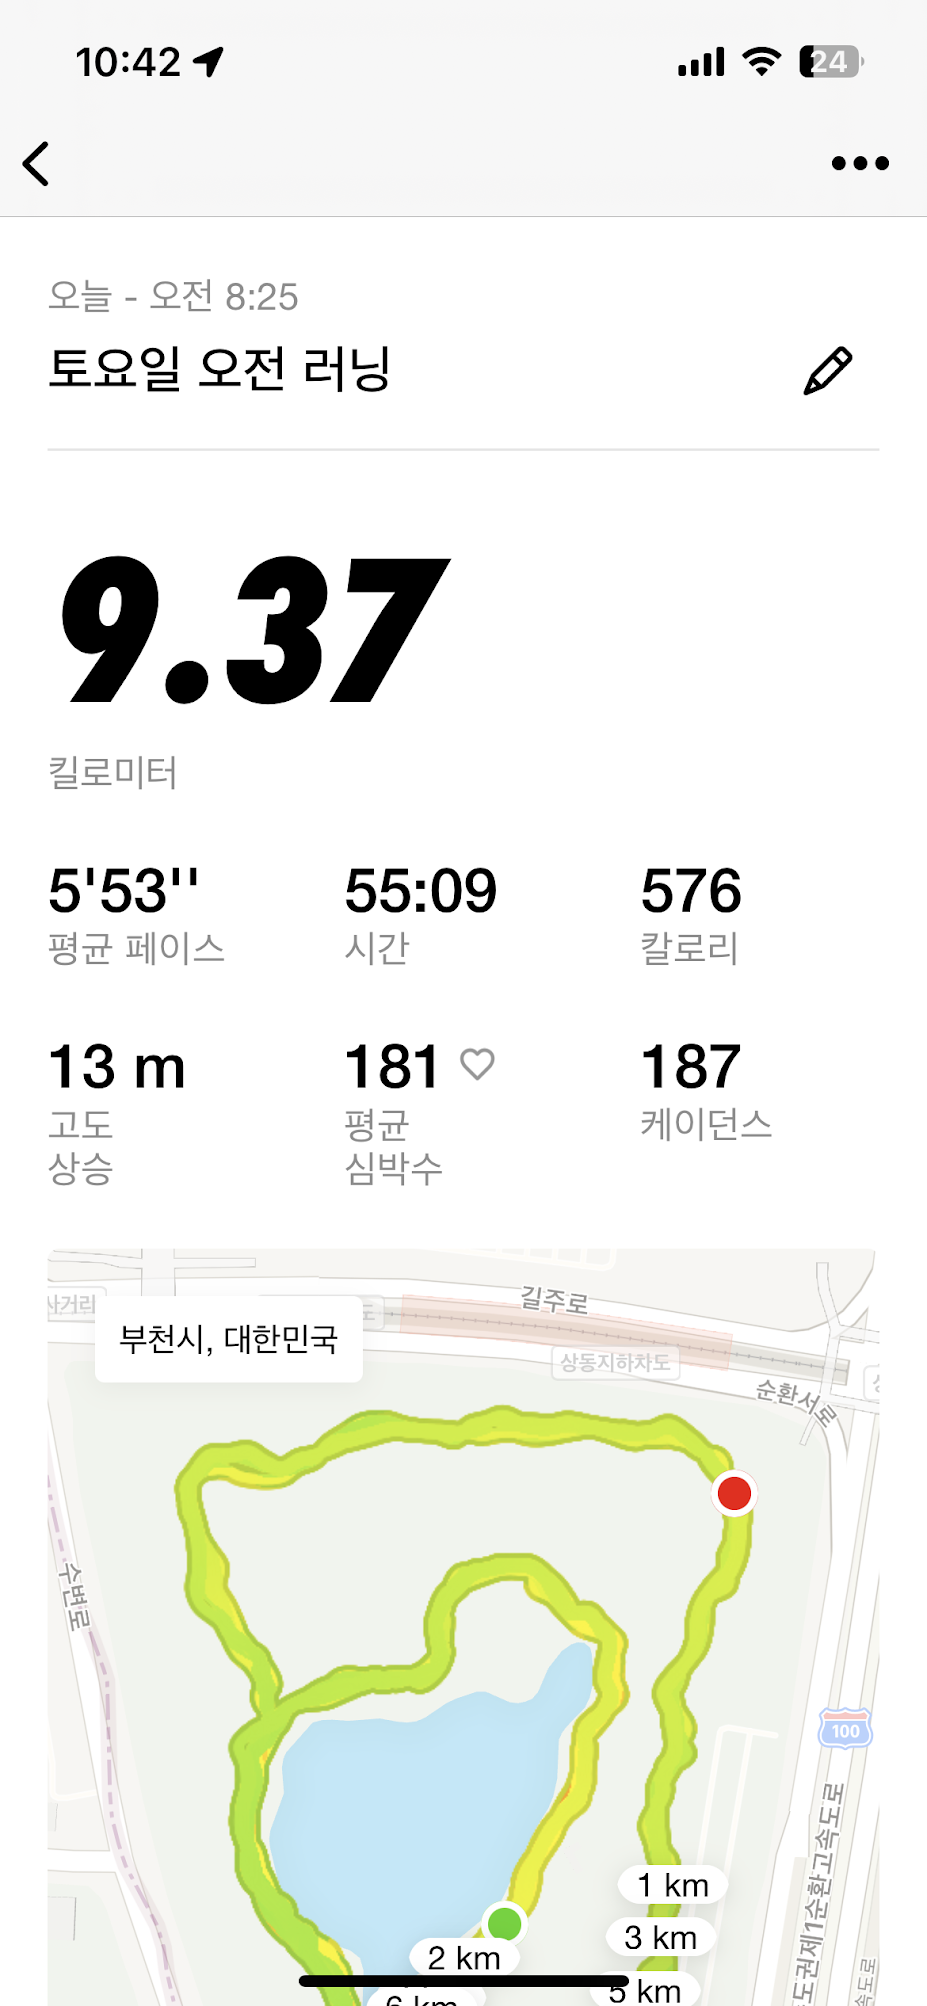 10:42
24
오늘 - 오전 8:25
토요일 오전 러닝
9.37
킬로미터
5'53''
55:09
576
평균 페이스
시간
칼로리
13 m
181
187
고도
상승
평균
심박수
케이던스
사거리
길주로
부천시, 대한민국
상동지하차도
순환서로
수변로
100
1 km
3 km
2 km
5 km
6 km
도권제1순환고속도로
속도로